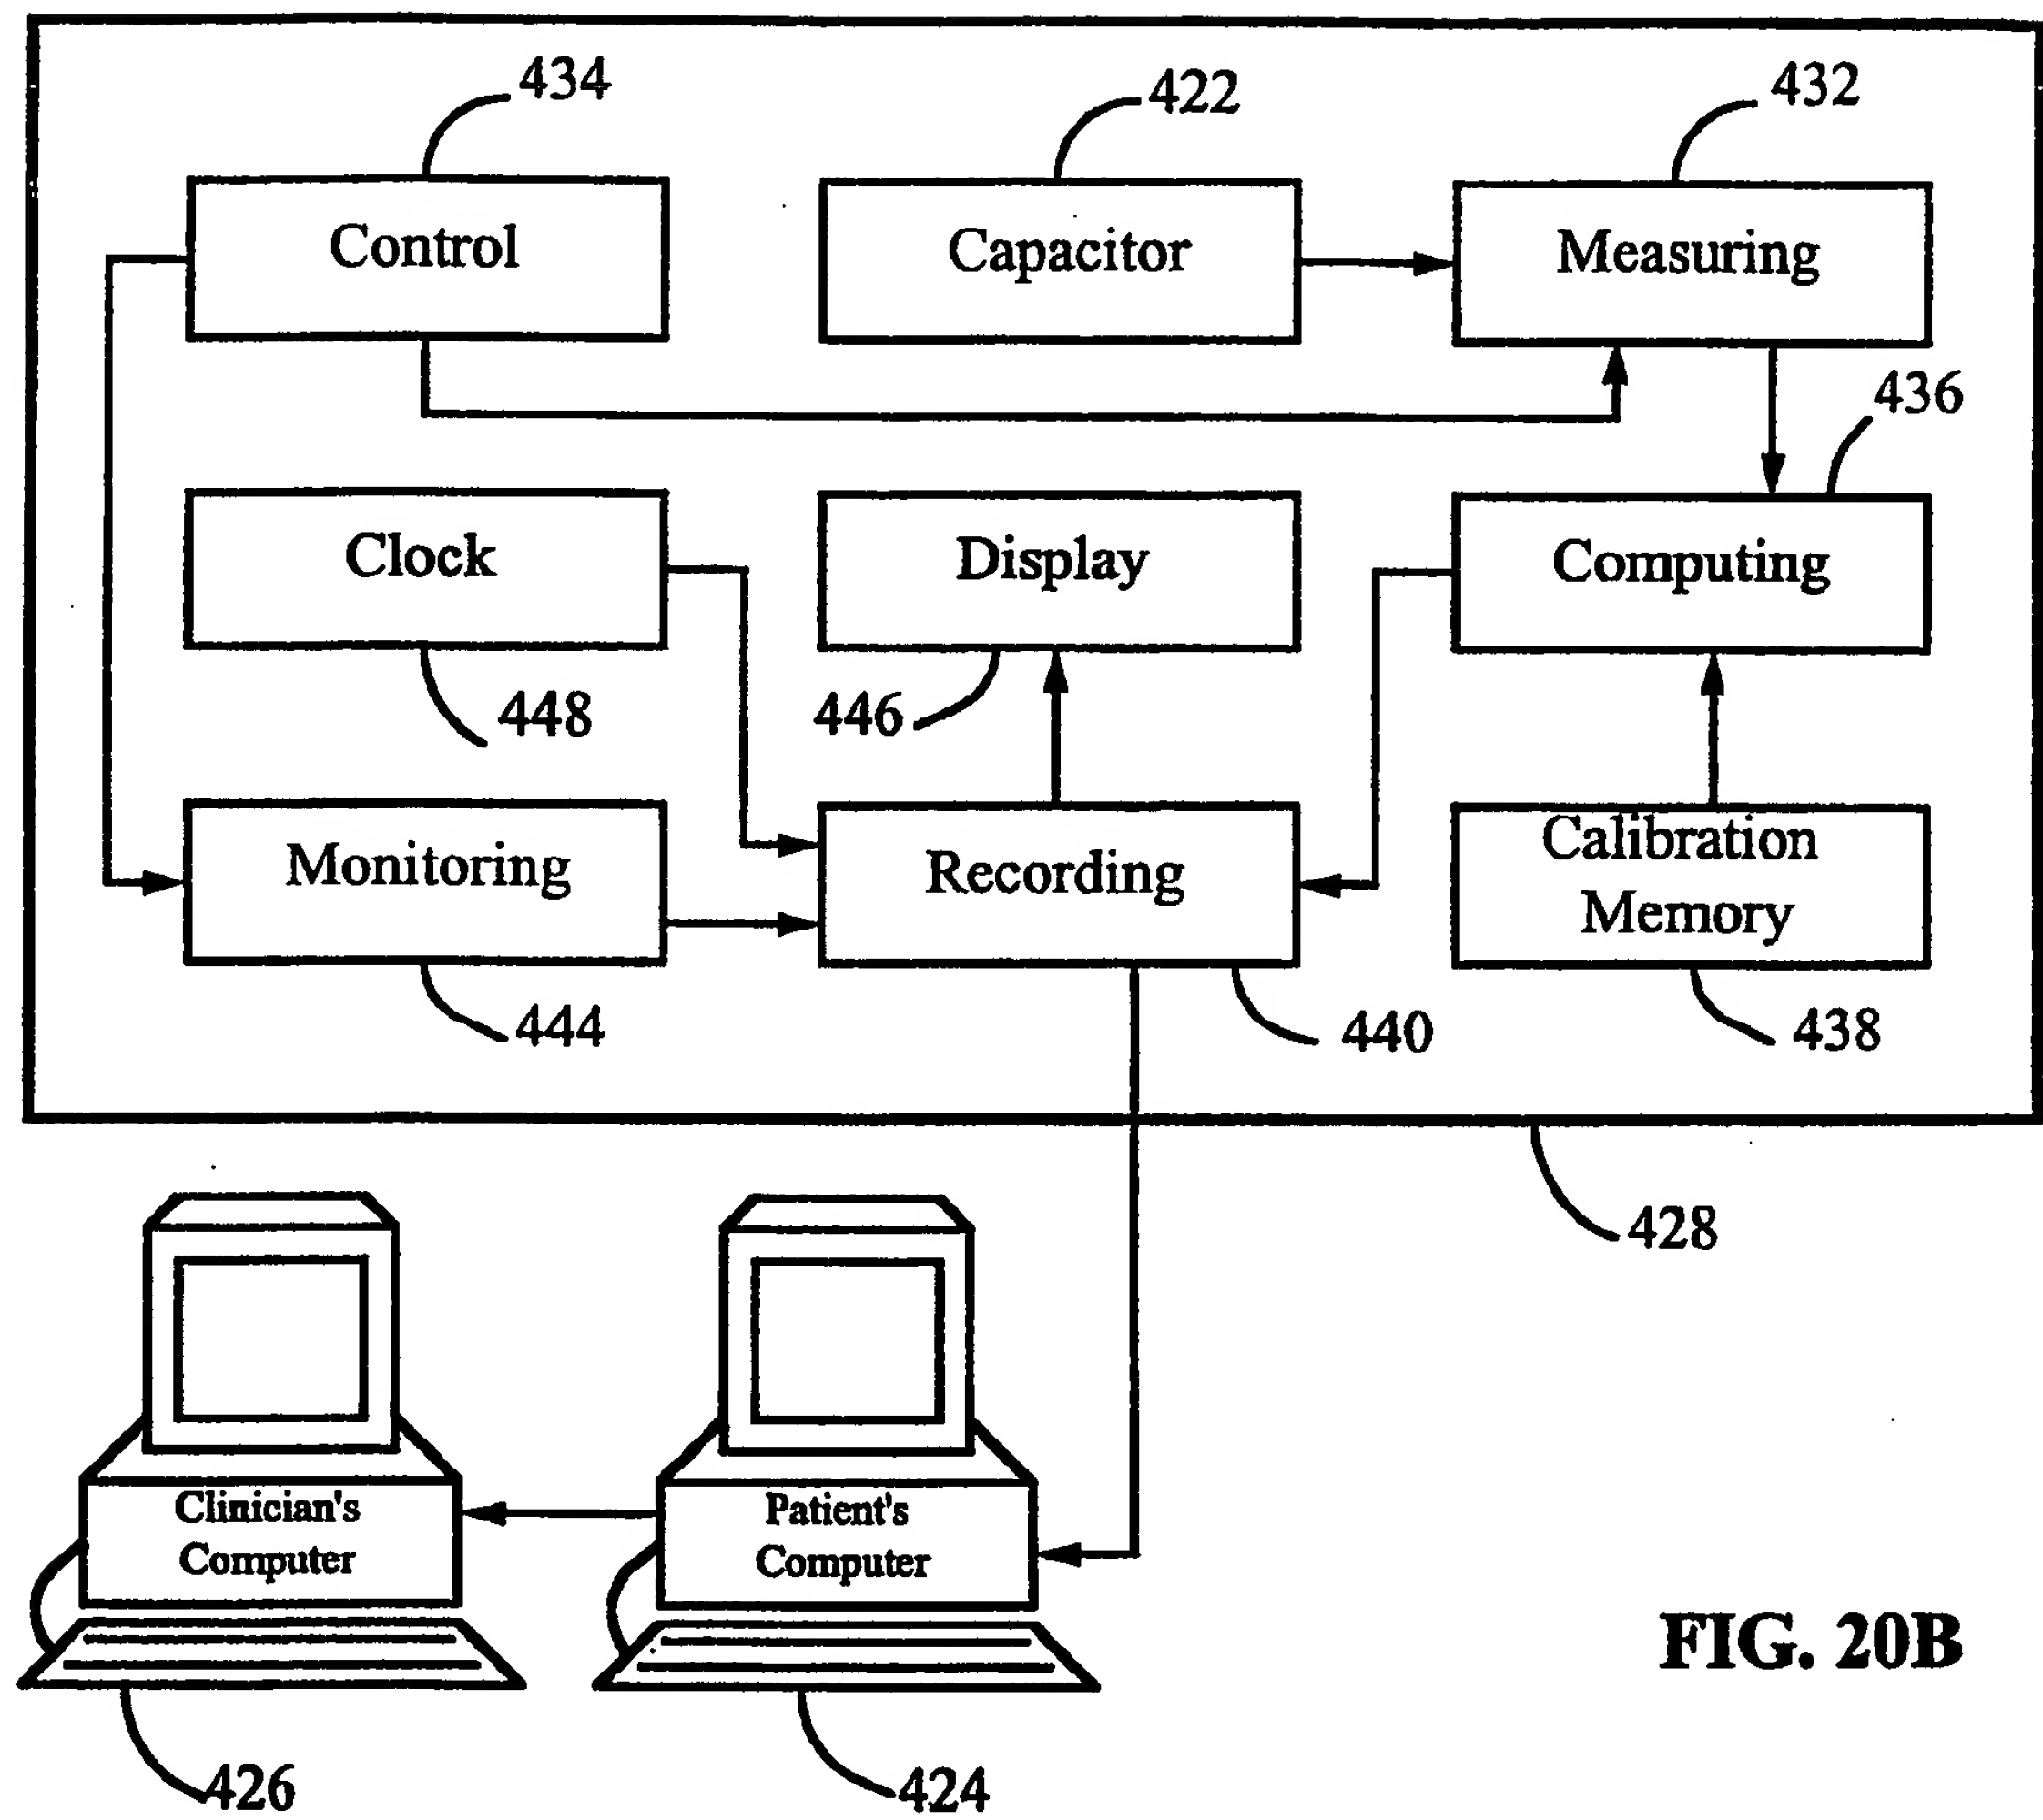 434
422
432
Control
Capacitor
Measuring
436
Clock
Display
Computing
448
446
Monitoring
Recording
Calibration
Memory
444
440
438
428
Clinician's
Computer
Patient's
Computer
FIG. 20B
426
424